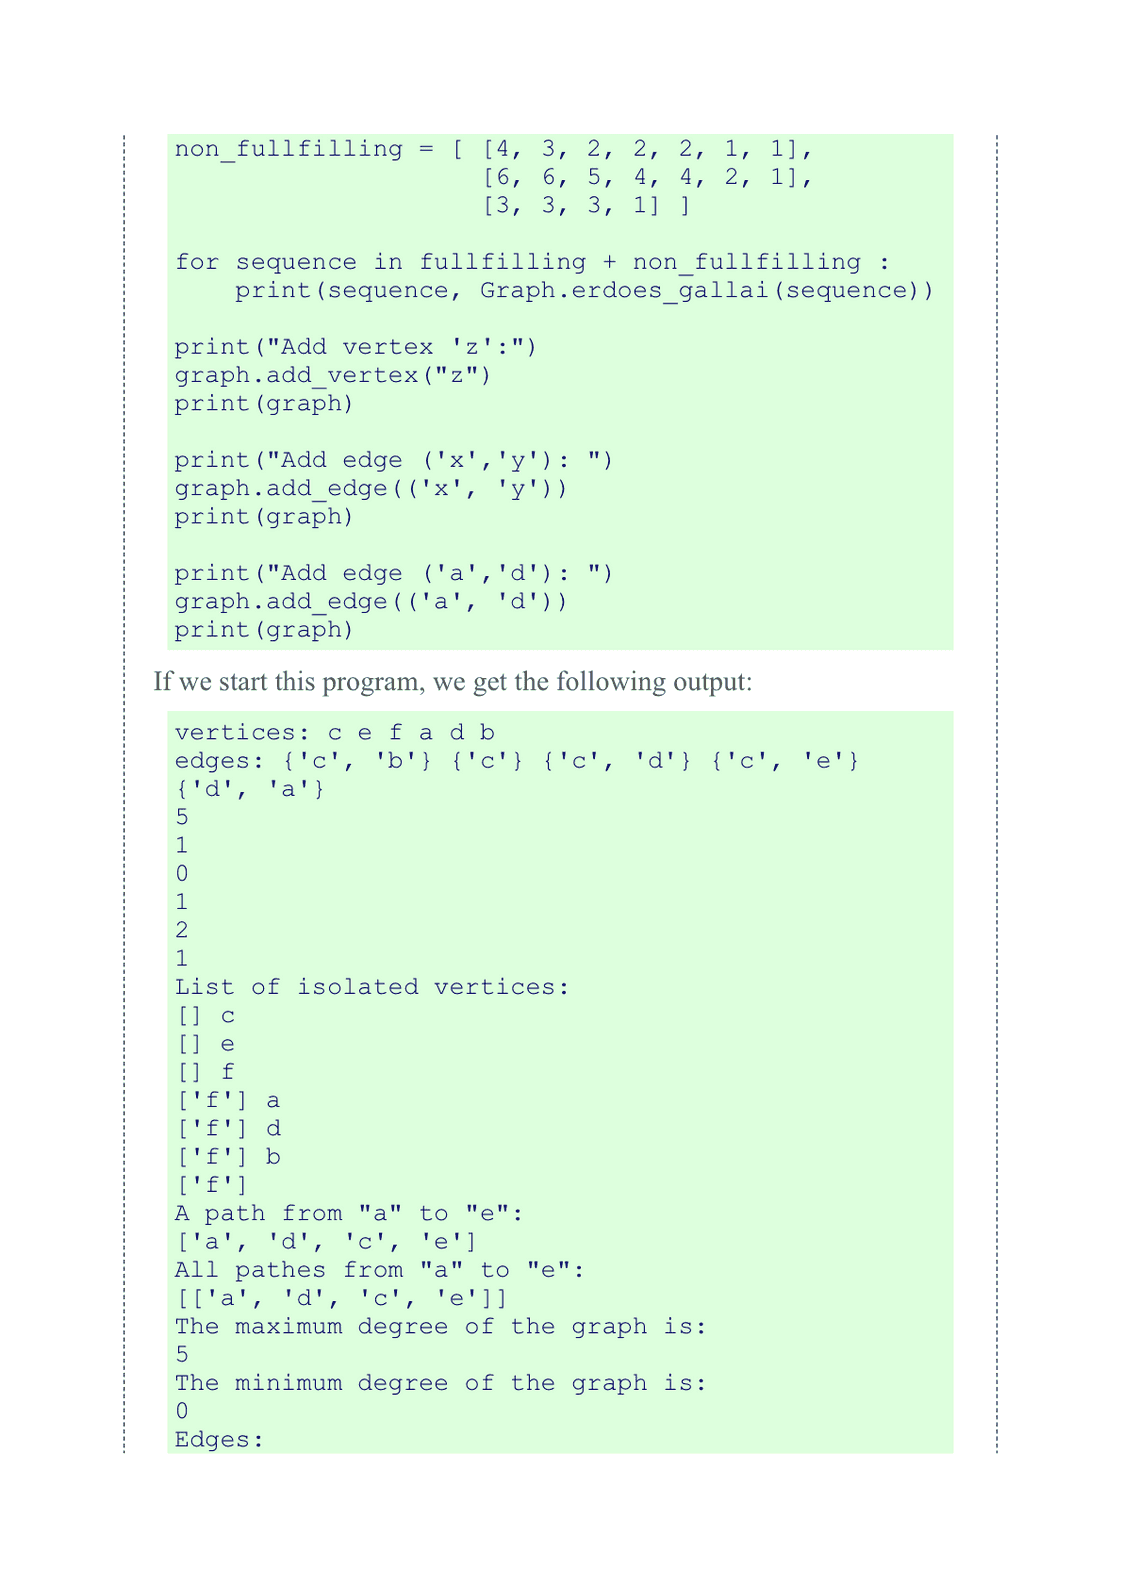 non_fullfilling = [ [4, 3, 2, 2, 2, 1, 1],
                    [6, 6, 5, 4, 4, 2, 1],
                    [3, 3, 3, 1] ]
for sequence in fullfilling + non_fullfilling :
    print(sequence, Graph.erdoes_gallai(sequence))
print("Add vertex 'z':")
graph.add_vertex("z")
print(graph)
print("Add edge ('x','y'): ")
graph.add_edge(('x', 'y'))
print(graph)
print("Add edge ('a','d'): ")
graph.add_edge(('a', 'd'))
print(graph)
If we start this program, we get the following output:
vertices: c e f a d b
edges: {'c', 'b'} {'c'} {'c', 'd'} {'c', 'e'}
{'d', 'a'}
5
1
0
1
2
1
List of isolated vertices:
[] c
[] e
[] f
['f'] a
['f'] d
['f'] b
['f']
A path from "a" to "e":
['a', 'd', 'c', 'e']
All pathes from "a" to "e":
[['a', 'd', 'c', 'e']]
The maximum degree of the graph is:
5
The minimum degree of the graph is:
0
Edges: